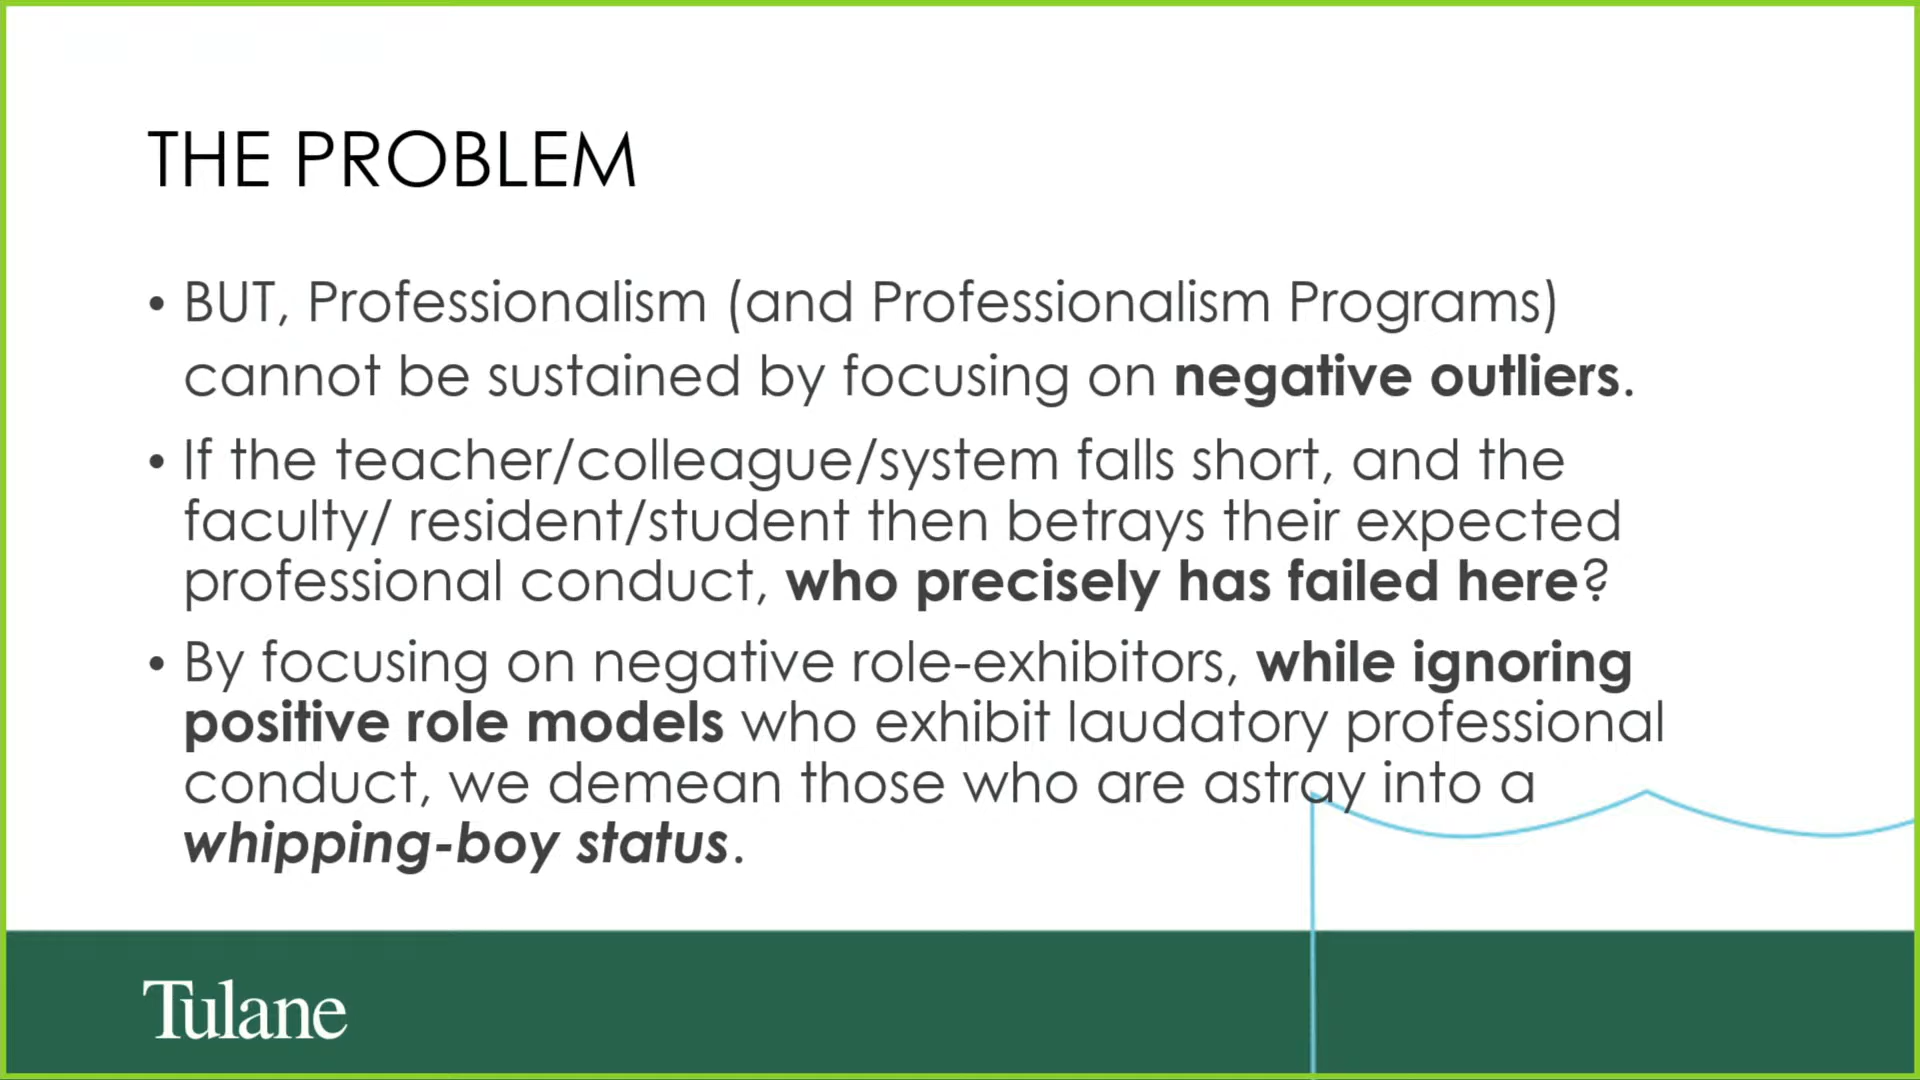 THE PROBLEM
• BUT, Professionalism (and Professionalism Programs)
cannot be sustained by focusing on negative outliers.
• If the teacher/colleague/system falls short, and the
faculty/ resident/student then betrays their expected
professional conduct, who precisely has failed here?
• By focusing on negative role-exhibitors, while ignoring
positive role models who exhibit laudatory professional
conduct, we demean those who are astray into a
whipping-boy status.
Tulane